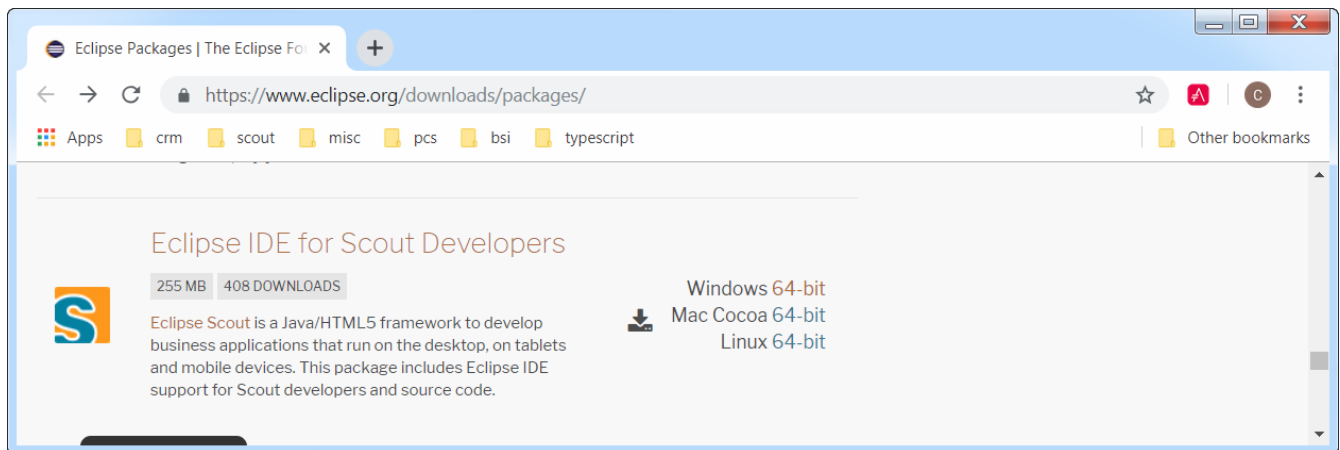 Eclipse Packages | The Eclipse Fo
https://www.eclipse.org/downloads/packages/
C
Apps crm scout misc pcs bsi typescript Other bookmarks
Eclipse IDE for Scout Developers
255 MB 408 DOWNLOADS
Eclipse Scout is a Java/HTML5 framework to develop
business applications that run on the desktop, on tablets
and mobile devices. This package includes Eclipse IDE
support for Scout developers and source code.
Windows 64-bit
Mac Cocoa 64-bit
Linux 64-bit